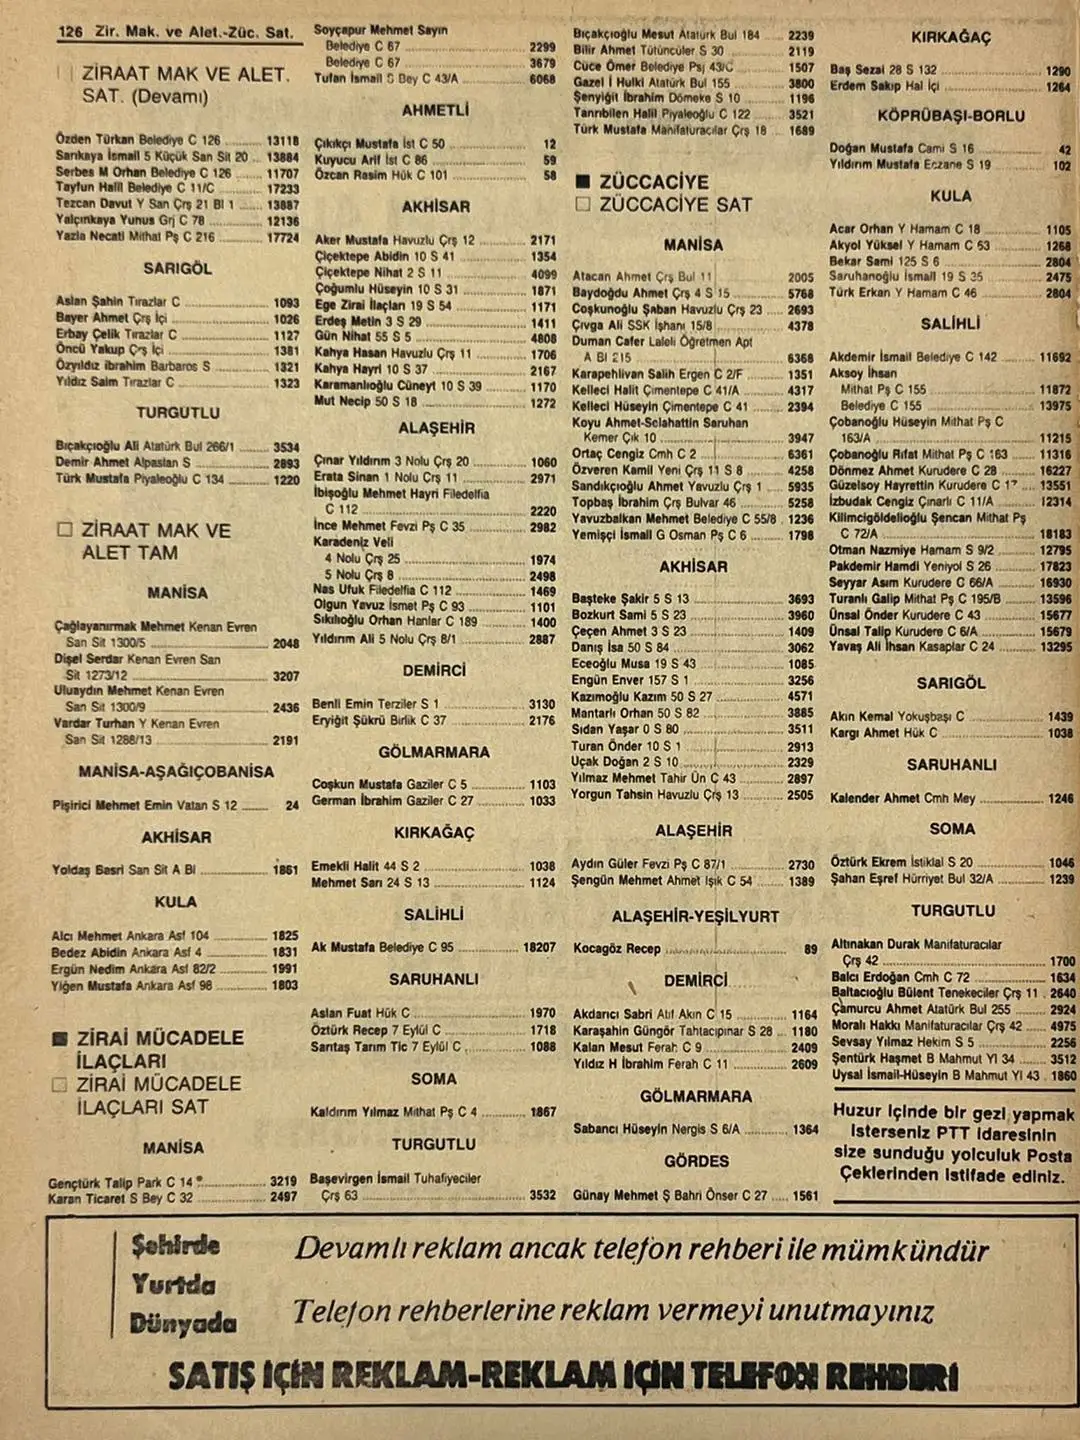 126 Zir. Mak. ve Alet.-Züc. Sat.
ZİRAAT MAK VE ALET.
SAT. (Devamı)
Özden Türkan Belediye C 126 13118
Sarıkaya İsmail 5 Küçük San Sit 20 13884
Serbes M Orhan Belediye C 126 11707
Tayfun Halil Belediye C 11/C 17233
Tezcan Davut Y San Çrş 21 Bl 1 13887
Yalçınkaya Yunus Grj C 78 12136
Yazla Necati Mithat Pş C 216 17724
SARIGÖL
Aslan Şahin Tırazlar C 1093
Bayer Ahmet Çrş İçi 1026
Erbay Çelik Tırazlar C 1127
Öncü Yakup Çrş İçi 1381
Özyıldız İbrahim Barbaros S 1321
Yıldız Saim Tırazlar C 1323
TURGUTLU
Bıçakçıoğlu Ali Atatürk Bul 266/1 3534
Demir Ahmet Alpaslan S 2893
Türk Mustafa Piyaleoğlu C 134 1220
ZİRAAT MAK VE
ALET TAM
MANİSA
Çağlayanırmak Mehmet Kenan Evren
San Sit 1300/5 2048
Dişel Serdar Kenan Evren San
Sit 1273/12 3207
Uluaydın Mehmet Kenan Evren
San Sit 1300/9 2436
Vardar Turhan Y Kenan Evren
San Sit 1288/13 2191
MANİSA-AŞAĞIÇOBANİSA
Pişirici Mehmet Emin Vatan S 12 24
AKHİSAR
Yoldaş Basri San Sit A Bl 1861
KULA
Alcı Mehmet Ankara Asf 104 1825
Bedez Abidin Ankara Asf 4 1831
Ergün Nedim Ankara Asf 82/2 1991
Yiğen Mustafa Ankara Asf 98 1803
ZİRAİ MÜCADELE
İLAÇLARI
ZİRAİ MÜCADELE
İLAÇLARI SAT
MANİSA
Gençtürk Talip Park C 14 3219
Karan Ticaret S Bey C 32 2497
Soyçapur Mehmet Sayın
Belediye C 67 2299
Belediye C 67 3679
Tufan İsmail S Bey C 43/A 6068
AHMETLİ
Çıkıkçı Mustafa İst C 50 12
Kuyucu Arif İst C 86 59
Özcan Rasim Hük C 101 58
AKHİSAR
Aker Mustafa Havuzlu Çrş 12 2171
Çiçektepe Abidin 10 S 41 1354
Çiçektepe Nihat 2 S 11 4099
Çoğumlu Hüseyin 10 S 31 1871
Ege Zirai İlaçları 19 S 54 1171
Erdeş Metin 3 S 29 1411
Gün Nihat 55 S 5 4808
Kahya Hasan Havuzlu Çrş 11 1706
Kahya Hayri 10 S 37 2167
Karamanlıoğlu Cüneyt 10 S 39 1170
Mut Necip 50 S 18 1272
ALAŞEHİR
Çınar Yıldırım 3 Nolu Çrş 20 1060
Erata Sinan 1 Nolu Çrş 11 2971
İbişoğlu Mehmet Hayri Filedelfia
C 112 2220
İnce Mehmet Fevzi Pş C 35 2982
Karadeniz Veli
4 Nolu Çrş 25 1974
5 Nolu Çrş 8 2498
Nas Ufuk Filedelfia C 112 1469
Olgun Yavuz İsmet Pş C 93 1101
Sıkılıoğlu Orhan Hanlar C 189 1400
Yıldırım Ali 5 Nolu Çrş 8/1 2887
DEMİRCİ
Benli Emin Terziler S 1 3130
Eryiğit Şükrü Birlik C 37 2176
GÖLMARMARA
Coşkun Mustafa Gaziler C 5 1103
German İbrahim Gaziler C 27 1033
KIRKAĞAÇ
Emekli Halit 44 S 2 1038
Mehmet Sarı 24 S 13 1124
SALİHLİ
Ak Mustafa Belediye C 95 18207
SARUHANLI
Aslan Fuat Hük C 1970
Öztürk Recep 7 Eylül C 1718
Sarıtaş Tarım Tic 7 Eylül C 1088
SOMA
Kaldırım Yılmaz Mithat Pş C 4 1867
TURGUTLU
Başevirgen İsmail Tuhafiyeciler
Çrş 63 3532
Bıçakçıoğlu Mesut Atatürk Bul 184 2239
Bilir Ahmet Tütüncüler S 30 2119
Cüce Ömer Belediye Psj 43/C 1507
Gazel İ Hulki Atatürk Bul 155 3800
Şenyiğit İbrahim Dömeke S 10 1196
Tanrıbilen Halil Piyaleoğlu C 122 3521
Türk Mustafa Manifaturacılar Çrş 18 1689
ZÜCCACİYE
ZÜCCACİYE SAT
MANİSA
Atacan Ahmet Çrş Bul 11 2005
Baydoğdu Ahmet Çrş 4 S 15 5768
Coşkunoğlu Şaban Havuzlu Çrş 23 2693
Çıvga Ali SSK İşhanı 15/8 4378
Duman Cafer Laleli Öğretmen Apt
A Bl 215 6368
Karapehlivan Salih Ergen C 2/F 1351
Kelleci Halit Çimentepe C 41/A 4317
Kelleci Hüseyin Çimentepe C 41 2394
Koyu Ahmet-Selahattin Saruhan
Kemer Çık 10 3947
Ortaç Cengiz Cmh C 2 6361
Özveren Kamil Yeni Çrş 11 S 8 4258
Sandıkçıoğlu Ahmet Yavuzlu Çrş 1 5935
Topbaş İbrahim Çrş Bulvar 46 5258
Yavuzbalkan Mehmet Belediye C 55/8 1236
Yemişçi İsmail G Osman Pş C 6 1798
AKHİSAR
Başteke Şakir 5 S 13 3693
Bozkurt Sami 5 S 23 3960
Çeçen Ahmet 3 S 23 1409
Danış İsa 50 S 84 3062
Eceoğlu Musa 19 S 43 1085
Engün Enver 157 S 1 3256
Kazımoğlu Kazım 50 S 27 4571
Mantarlı Orhan 50 S 82 3885
Sıdan Yaşar 0 S 80 3511
Turan Önder 10 S 1 2913
Uçak Doğan 2 S 10 2329
Yılmaz Mehmet Tahir Ün C 43 2897
Yorgun Tahsin Havuzlu Çrş 13 2505
ALAŞEHİR
Aydın Güler Fevzi Pş C 87/1 2730
Şengün Mehmet Ahmet Işık C 54 1389
ALAŞEHİR-YEŞİLYURT
Kocagöz Recep 89
DEMİRCİ
Akdarıcı Sabri Atıf Akın C 15 1164
Karaşahin Güngör Tahtacıpınar S 28 1180
Kalan Mesut Ferah C 9 2409
Yıldız H İbrahim Ferah C 11 2609
GÖLMARMARA
Sabancı Hüseyin Nergis S 6/A 1364
GÖRDES
Günay Mehmet Ş Bahri Önser C 27 1561
KIRKAĞAÇ
Baş Sezai 28 S 132 1290
Erdem Sakıp Hal İçi 1264
KÖPRÜBAŞI-BORLU
Doğan Mustafa Cami S 16 42
Yıldırım Mustafa Eczane S 19 102
KULA
Acar Orhan Y Hamam C 18 1105
Akyol Yüksel Y Hamam C 63 1268
Bekar Sami 125 S 6 2804
Saruhanoğlu İsmail 19 S 35 2475
Türk Erkan Y Hamam C 46 2804
SALİHLİ
Akdemir İsmail Belediye C 142 11692
Aksoy İhsan
Mithat Pş C 155 11872
Belediye C 155 13975
Çobanoğlu Hüseyin Mithat Pş C
163/A 11215
Çobanoğlu Rıfat Mithat Pş C 163 11316
Dönmez Ahmet Kurudere C 28 16227
Güzelsoy Hayrettin Kurudere C 13551
İzbudak Cengiz Çınarlı C 11/A 12314
Kilimcigöldelioğlu Şencan Mithat Pş
C 72/A 18183
Otman Nazmiye Hamam S 9/2 12795
Pakdemir Hamdi Yeniyol S 26 17823
Seyyar Asım Kurudere C 66/A 16930
Turanlı Galip Mithat Pş C 195/B 13596
Ünsal Önder Kurudere C 43 15677
Ünsal Talip Kurudere C 6/A 15679
Yavaş Ali İhsan Kasaplar C 24 13295
SARIGÖL
Akın Kemal Yokuşbaşı C 1439
Kargı Ahmet Hük C 1038
SARUHANLI
Kalender Ahmet Cmh Mey 1246
SOMA
Öztürk Ekrem İstiklal S 20 1046
Şahan Eşref Hürriyet Bul 32/A 1239
TURGUTLU
Altınakan Durak Manifaturacılar
Çrş 42 1700
Balcı Erdoğan Cmh C 72 1634
Baltacıoğlu Bülent Tenekeciler Çrş 11 2640
Çamurcu Ahmet Atatürk Bul 255 2924
Moralı Hakkı Manifaturacılar Çrş 42 4975
Sevsay Yılmaz Hekim S 5 2256
Şentürk Haşmet B Mahmut Yl 34 3512
Uysal İsmail-Hüseyin B Mahmut Yl 43 1860
Huzur içinde bir gezi yapmak
isterseniz PTT idaresinin
size sunduğu yolculuk Posta
Çeklerinden istifade ediniz.
Şehirde
Yurtda
Dünyada
Devamlı reklam ancak telefon rehberi ile mümkündür
Telefon rehberlerine reklam vermeyi unutmayınız
SATIŞ İÇİN REKLAM-REKLAM İÇİN TELEFON REHBERİ